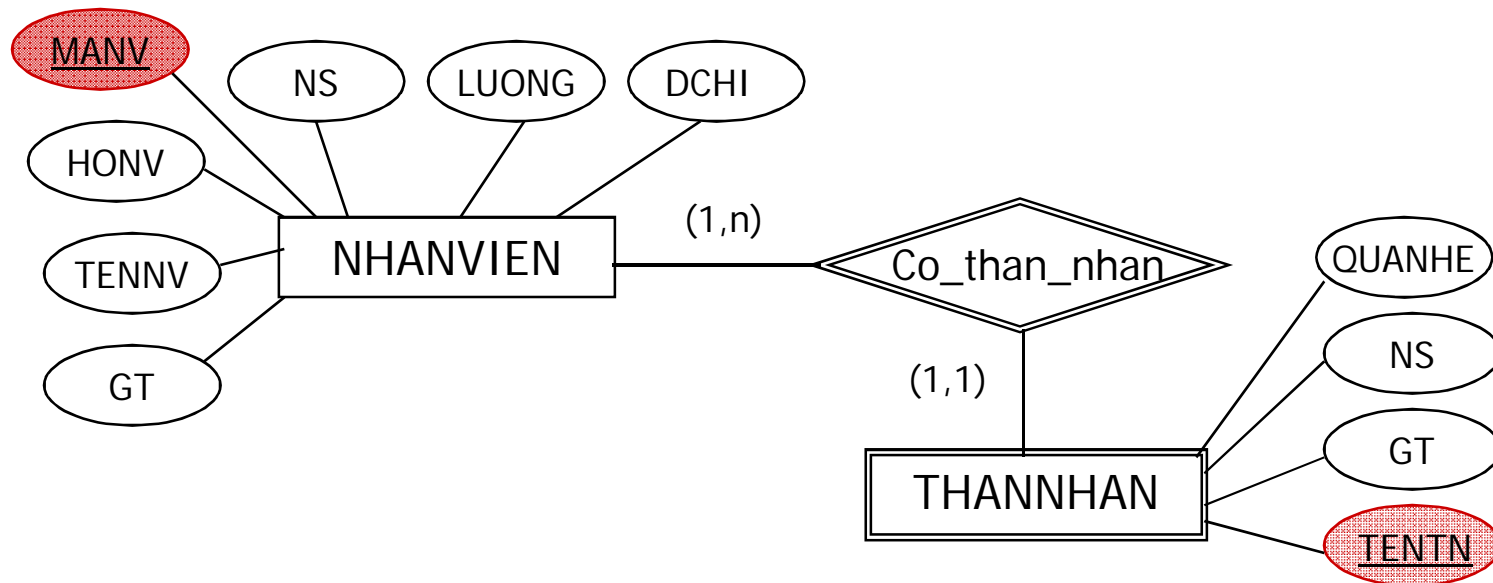 MANV
NS
LUONG
DCHI
HONV
TENNV
GT
NHANVIEN
(1,n)
Co_than_nhan
(1,1)
THANNHAN
QUANHE
NS
GT
TENTN